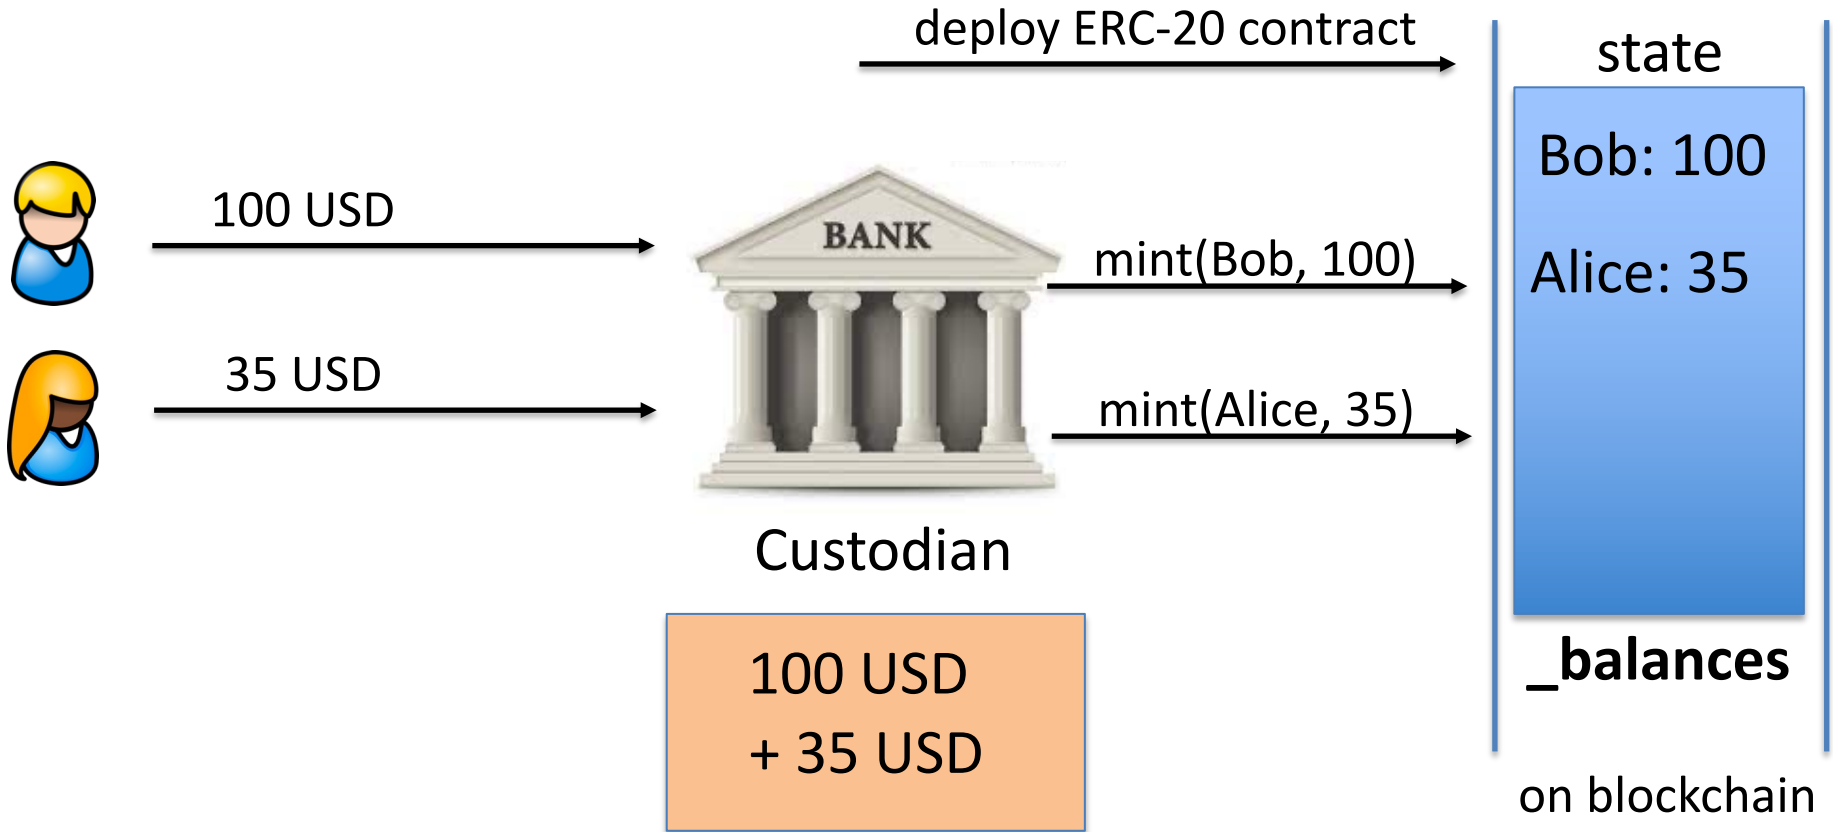 deploy ERC-20 contract
state
Bob: 100
100 USD
BANK
mint(Bob, 100)
Alice: 35
35 USD
mint(Alice, 35)
Custodian
100 USD
+ 35 USD
_balances
on blockchain